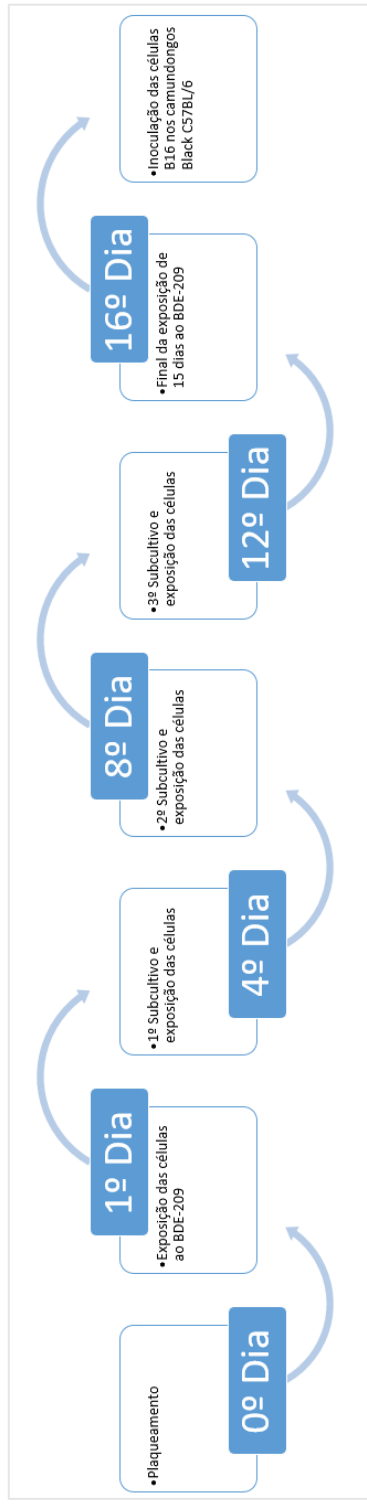 •Plaqueamento
0º Dia
•Exposição das células
ao BDE-209
1º Dia
•1º Subcultivo e
exposição das células
4º Dia
•2º Subcultivo e
exposição das células
8º Dia
•3º Subcultivo e
exposição das células
12º Dia
•Final da exposição de
15 dias ao BDE-209
16º Dia
•Inoculação das células
B16 nos camundongos
Black C57BL/6